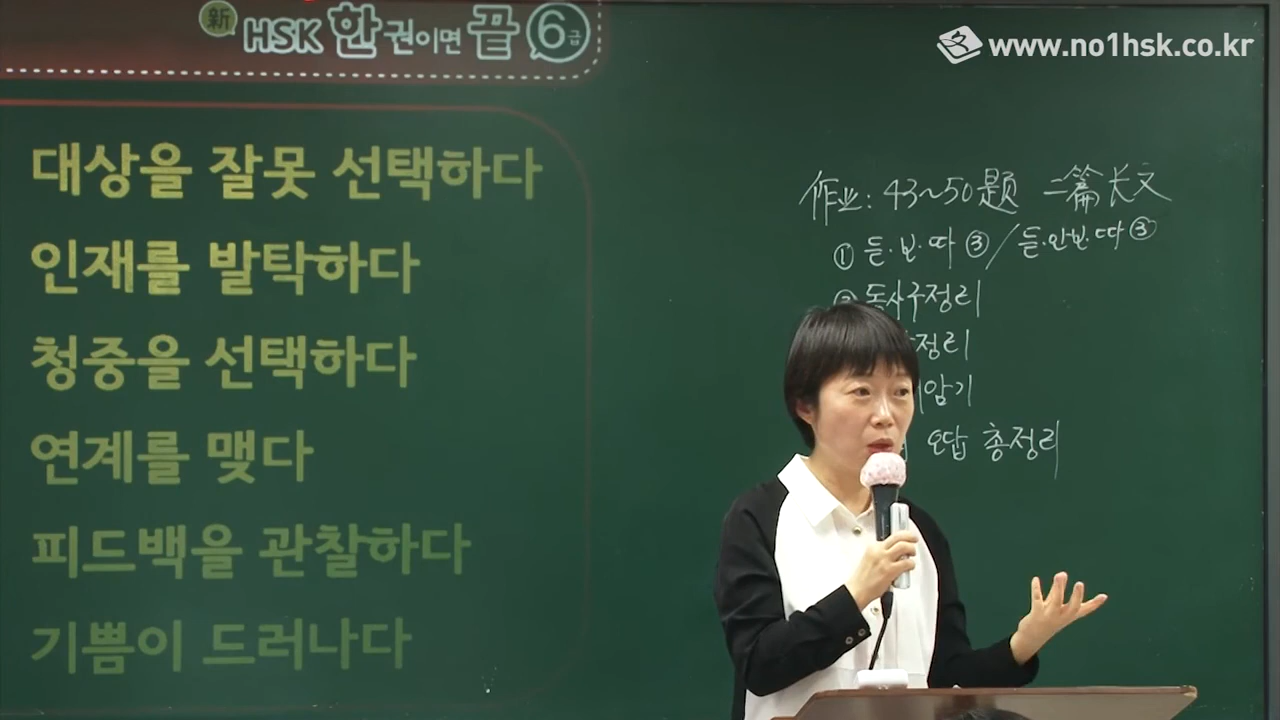 新 HSK 한권이면 끝 6급
www.no1hsk.co.kr
대상을 잘못 선택하다
인재를 발탁하다
청중을 선택하다
연계를 맺다
피드백을 관찰하다
기쁨이 드러나다
作业: 43~50题 二篇长文
① 듣·보·따 ③ / 듣·안보·따 ③
② 동사구정리
정리
암기
오답 총정리